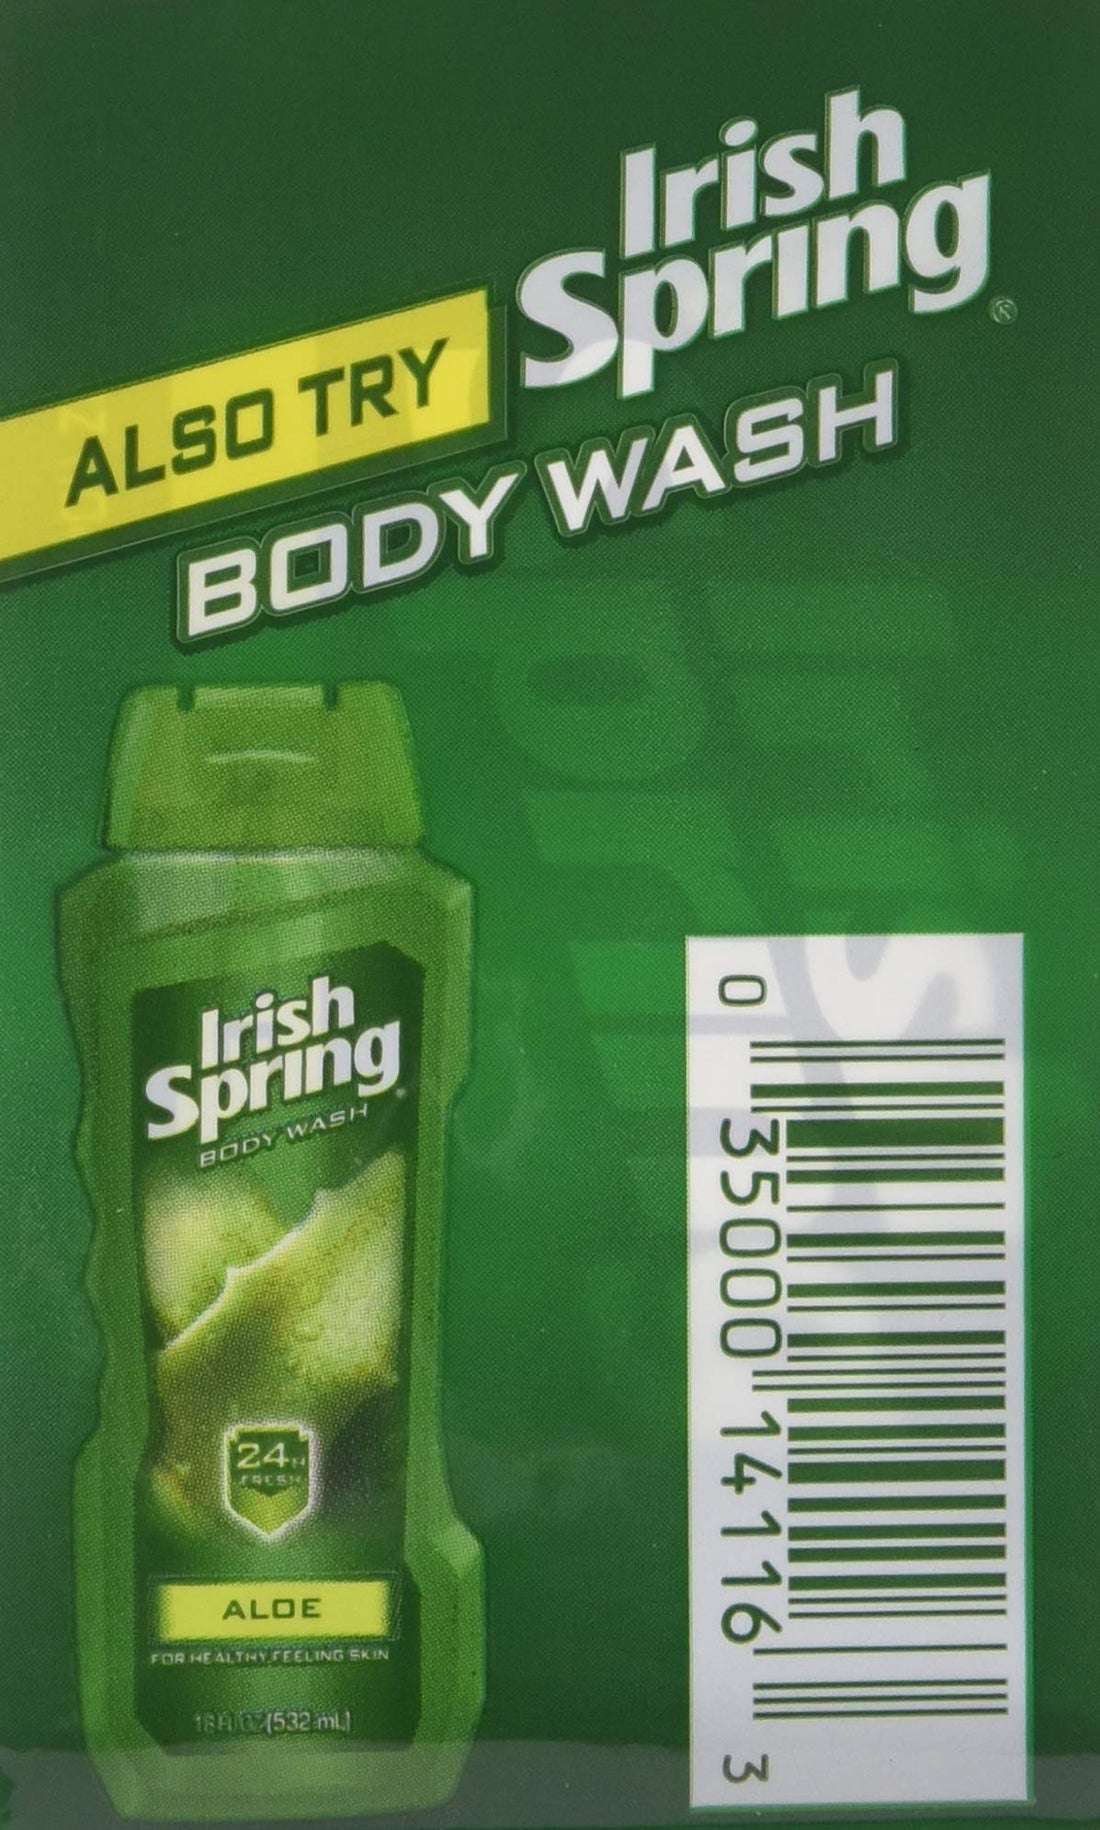 Irish
Spring®
ALSO TRY
BODY WASH
Irish
Spring
BODY WASH
24H
FRESH
ALOE
FOR HEALTHY FEELING SKIN
18 Fl OZ (532 mL)
0 35000 14116 3